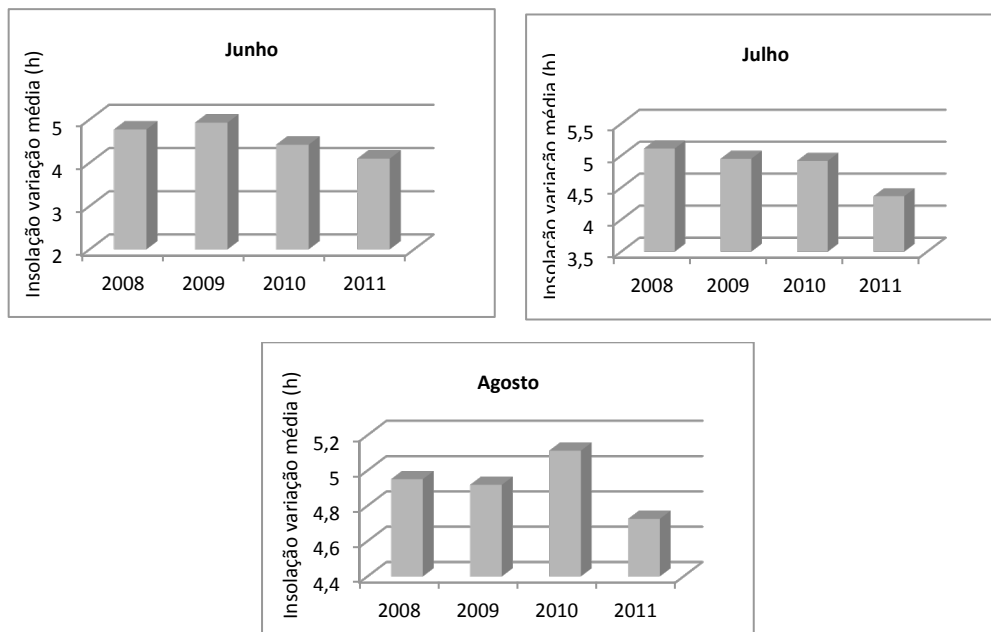 Junho
Insolação variação média (h)
5
4
3
2
2008 2009 2010 2011
Julho
Insolação variação média (h)
5,5
5
4,5
4
3,5
2008 2009 2010 2011
Agosto
Insolação variação média (h)
5,2
5
4,8
4,6
4,4
2008 2009 2010 2011